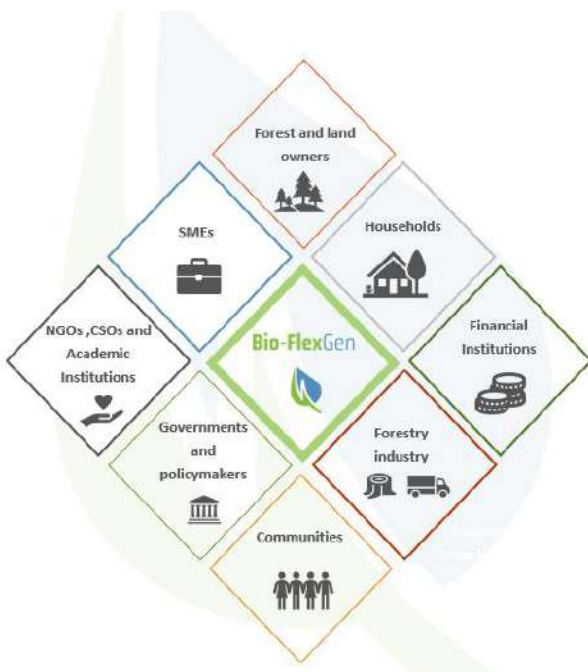 Forest and land
owners
SMEs
Households
NGOs ,CSOs and
Academic
Institutions
Bio-FlexGen
Financial
Institutions
Governments
and
policymakers
Forestry
industry
Communities